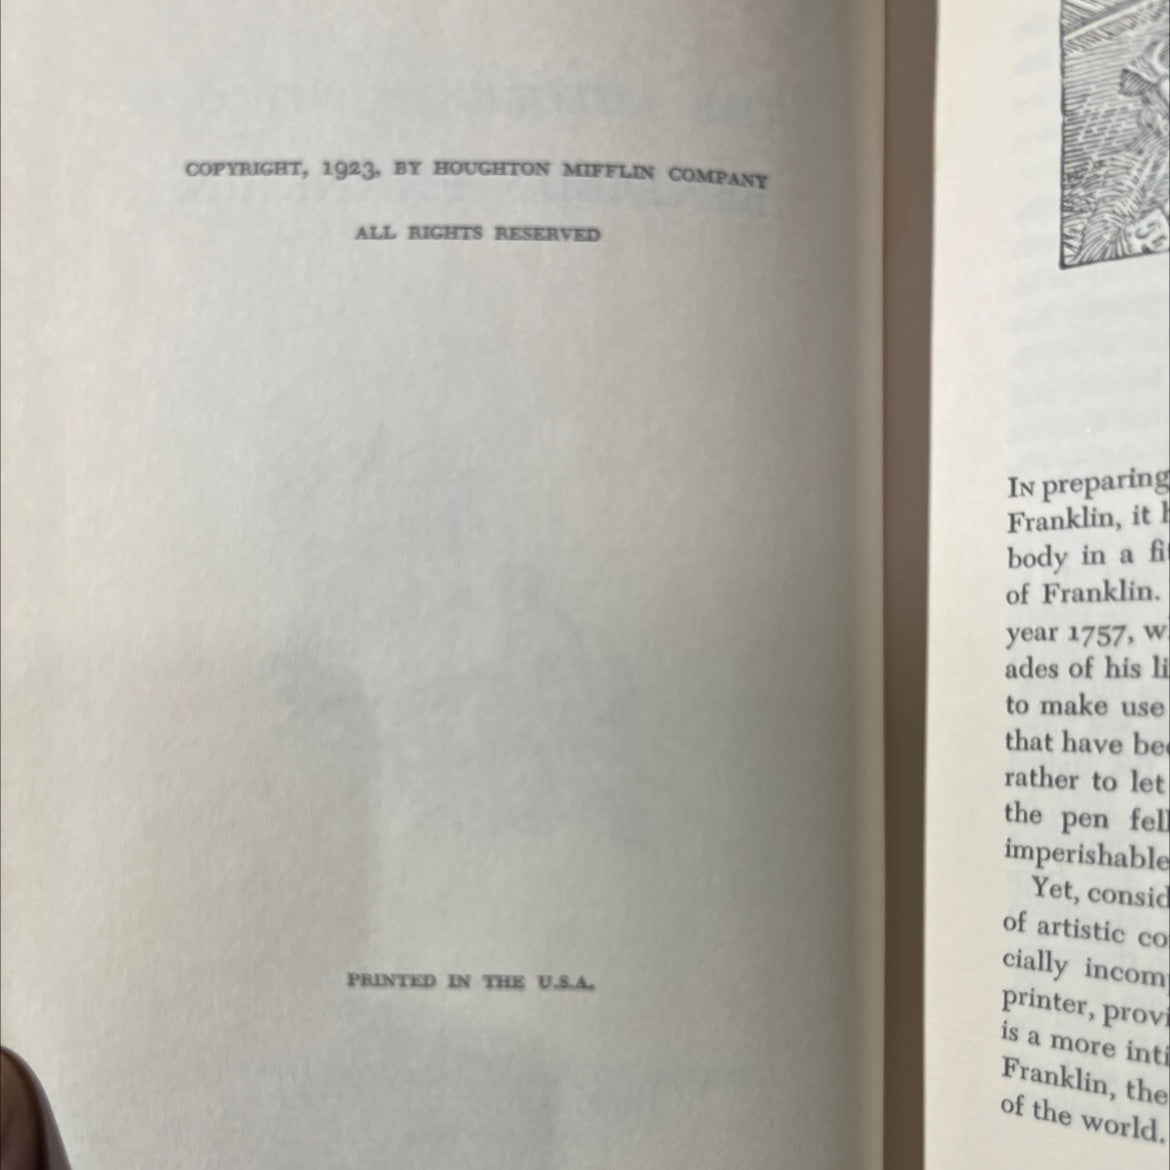 COPYRIGHT, 1923, BY HOUGHTON MIFFLIN COMPANY
ALL RIGHTS RESERVED
PRINTED IN THE U.S.A.
IN preparing
Franklin, it
body in a
of Franklin.
year 1757,
ades of his
to make use
that have
rather to let
the pen
imperishable
Yet,
of artistic
cially
printer,
is a more
Franklin, the
of the world.